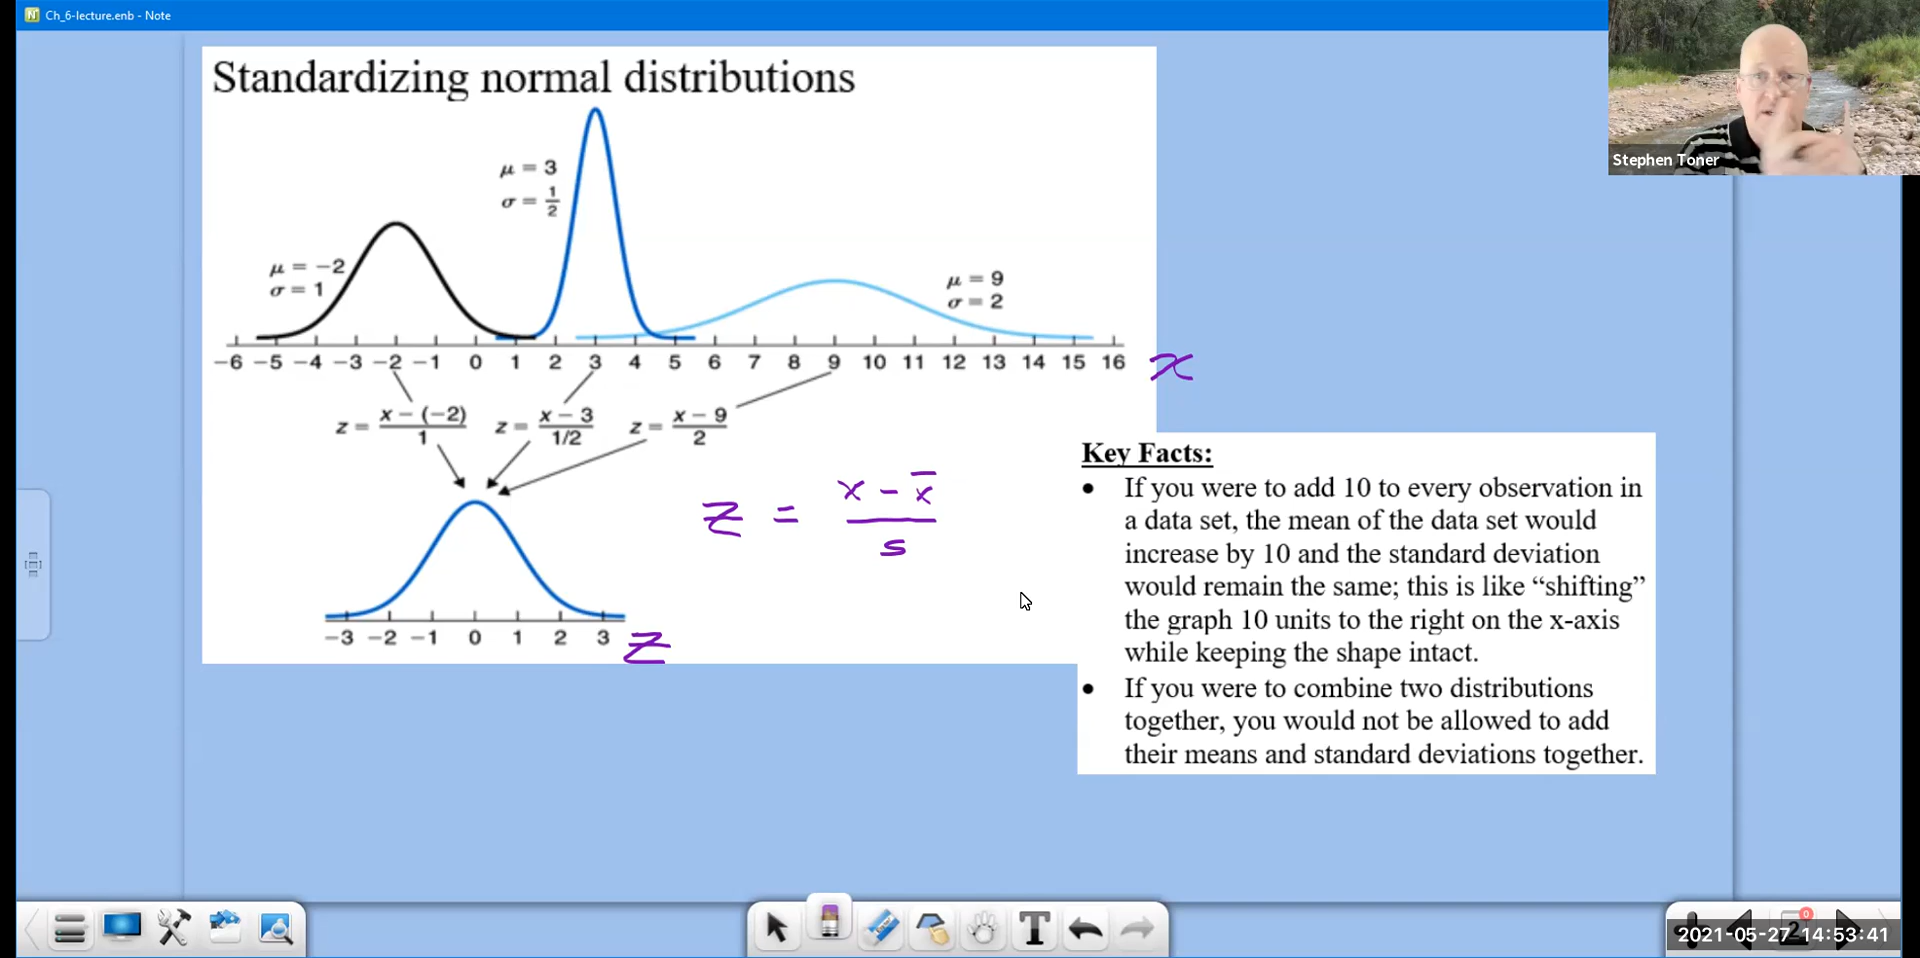 Ch_6-lecture.enb - Note
Stephen Toner
Standardizing normal distributions
μ = 3
σ = 1/2
μ = −2
σ = 1
μ = 9
σ = 2
−6 −5 −4 −3 −2 −1 0 1 2 3 4 5 6 7 8 9 10 11 12 13 14 15 16 x
z = x − (−2) / 1 z = x − 3 / 1/2 z = x − 9 / 2
z = x − x̄ / s
−3 −2 −1 0 1 2 3 z
Key Facts:
• If you were to add 10 to every observation in
a data set, the mean of the data set would
increase by 10 and the standard deviation
would remain the same; this is like “shifting”
the graph 10 units to the right on the x-axis
while keeping the shape intact.
• If you were to combine two distributions
together, you would not be allowed to add
their means and standard deviations together.
T
0
2
2021-05-27 14:53:41